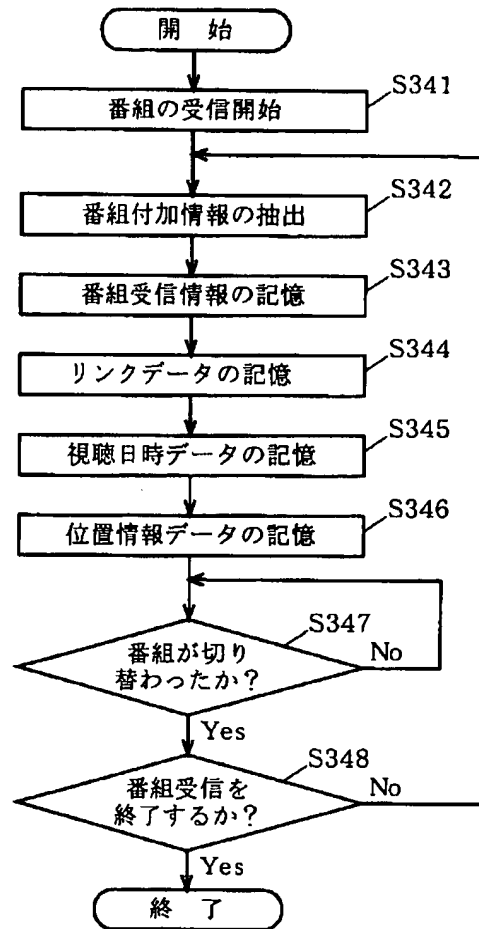 開 始
S341
番組の受信開始
S342
番組付加情報の抽出
S343
番組受信情報の記憶
S344
リンクデータの記憶
S345
視聴日時データの記憶
S346
位置情報データの記憶
S347
番組が切り
替わったか?
No
Yes
S348
番組受信を
終了するか?
No
Yes
終 了